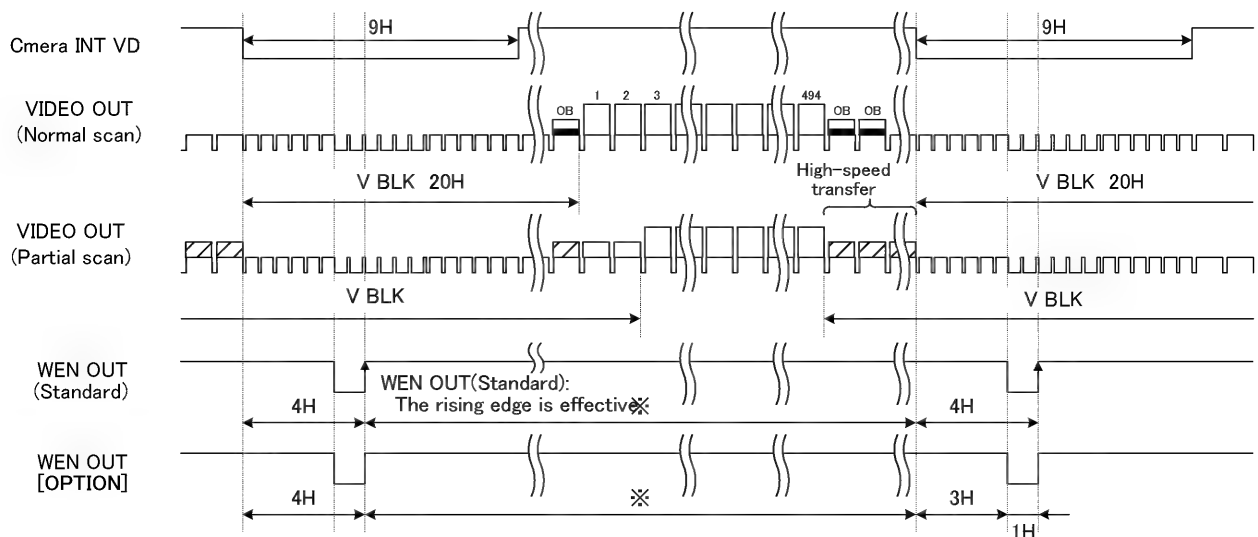 9H
9H
Cmera INT VD
VIDEO OUT
(Normal scan)
OB
1
2
3
494
OB
OB
V BLK 20H
High-speed
transfer
V BLK 20H
VIDEO OUT
(Partial scan)
V BLK
V BLK
WEN OUT
(Standard)
WEN OUT(Standard):
The rising edge is effective※
4H
4H
WEN OUT
[OPTION]
4H
※
3H
1H